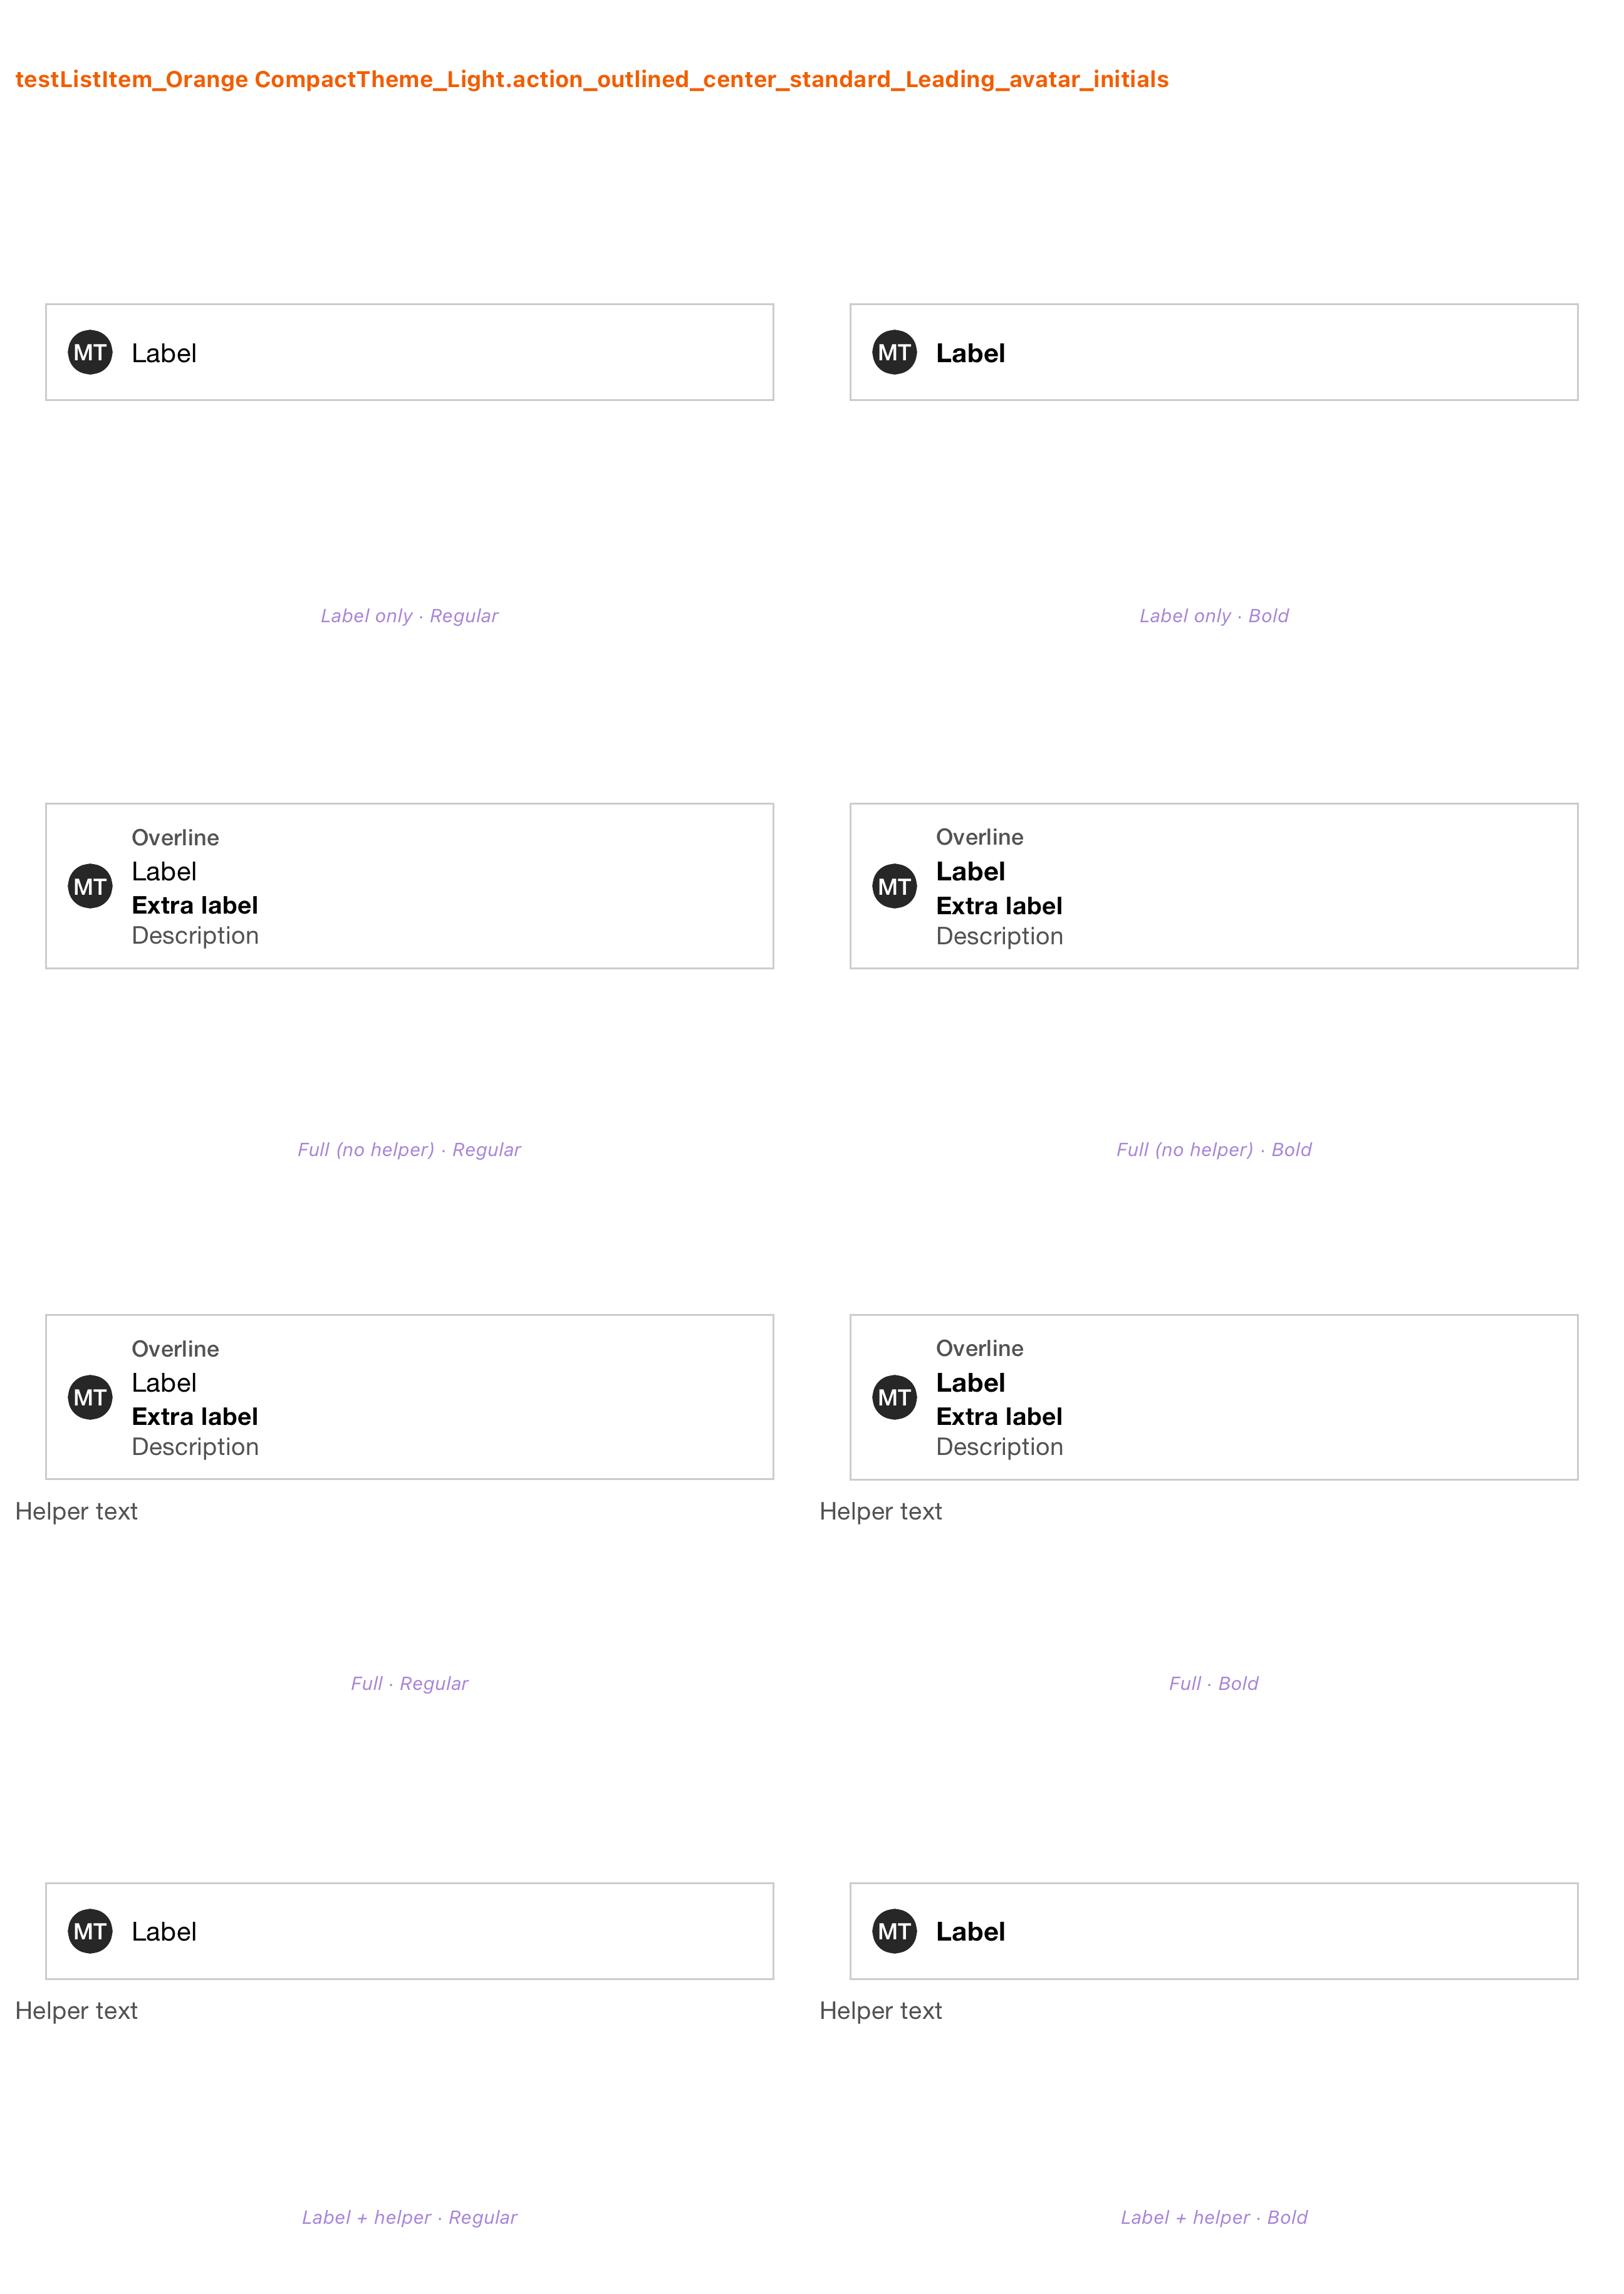 testListItem_Orange CompactTheme_Light.action_outlined_center_standard_Leading_avatar_initials
MT Label
MT Label
Label only · Regular
Label only · Bold
Overline
Label
MT
Extra label
Description
Overline
Label
MT
Extra label
Description
Full (no helper) · Regular
Full (no helper) · Bold
Overline
Label
MT
Extra label
Description
Helper text
Overline
Label
MT
Extra label
Description
Helper text
Full · Regular
Full · Bold
MT Label
Helper text
MT Label
Helper text
Label + helper · Regular
Label + helper · Bold